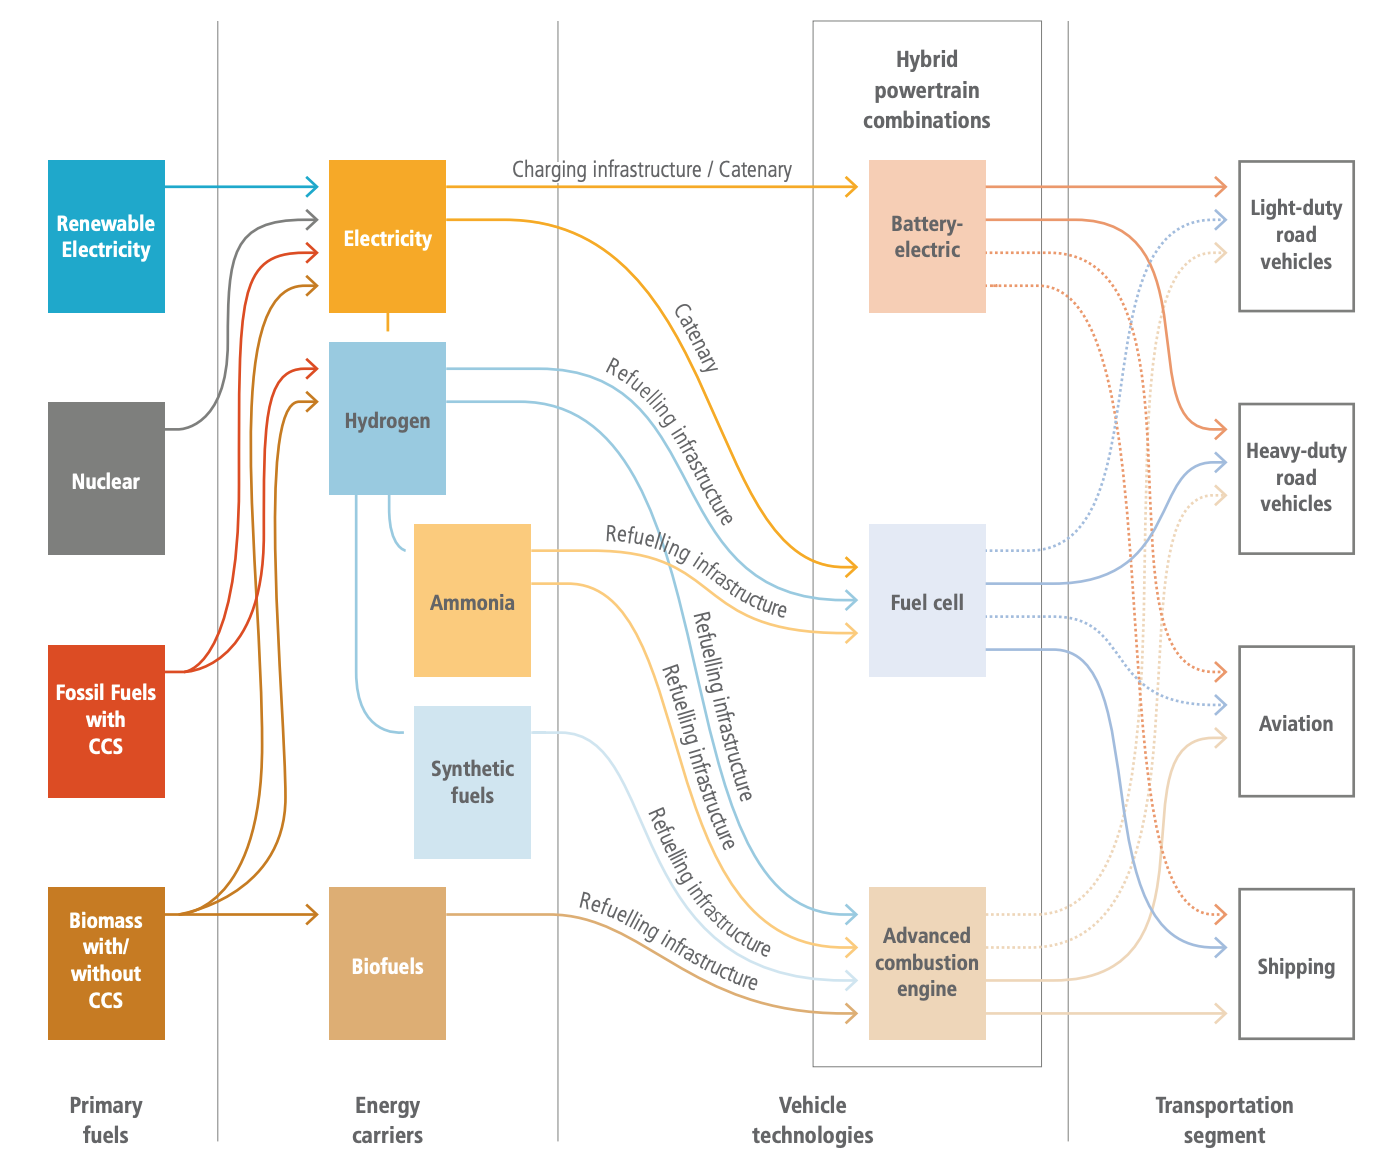 Hybrid
powertrain
combinations
Renewable
Electricity
Nuclear
Fossil Fuels
with
CCS
Biomass
with/
without
CCS
Electricity
Hydrogen
Ammonia
Synthetic
fuels
Biofuels
Charging infrastructure / Catenary
Catenary
Refuelling infrastructure
Refuelling infrastructure
Refuelling infrastructure
Refuelling infrastructure
Refuelling infrastructure
Refuelling infrastructure
Battery-
electric
Fuel cell
Advanced
combustion
engine
Light-duty
road
vehicles
Heavy-duty
road
vehicles
Aviation
Shipping
Primary
fuels
Energy
carriers
Vehicle
technologies
Transportation
segment